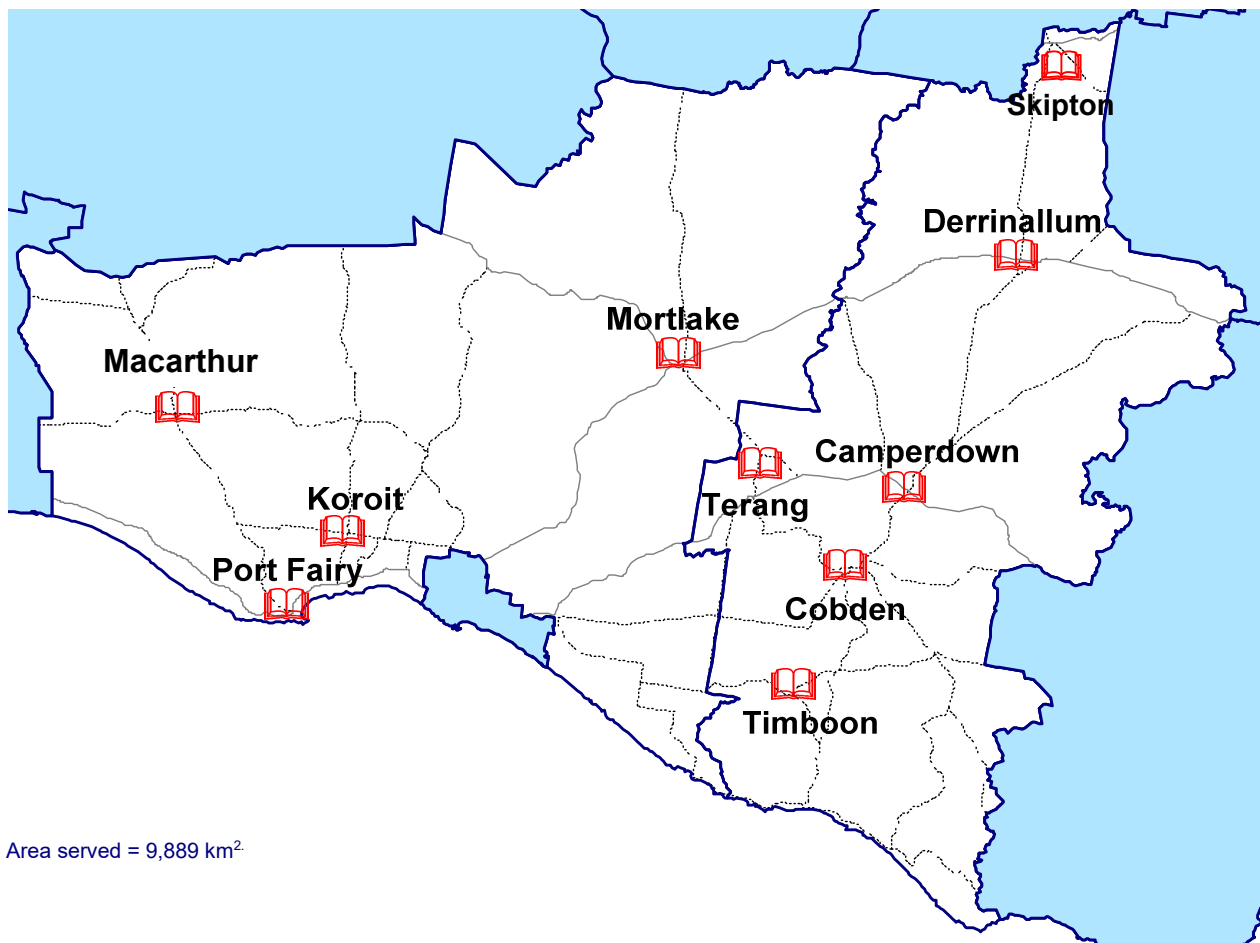 Skipton
Derrinallum
Mortlake
Macarthur
Camperdown
Koroit
Terang
Port Fairy
Cobden
Timboon
Area served = 9,889 km².